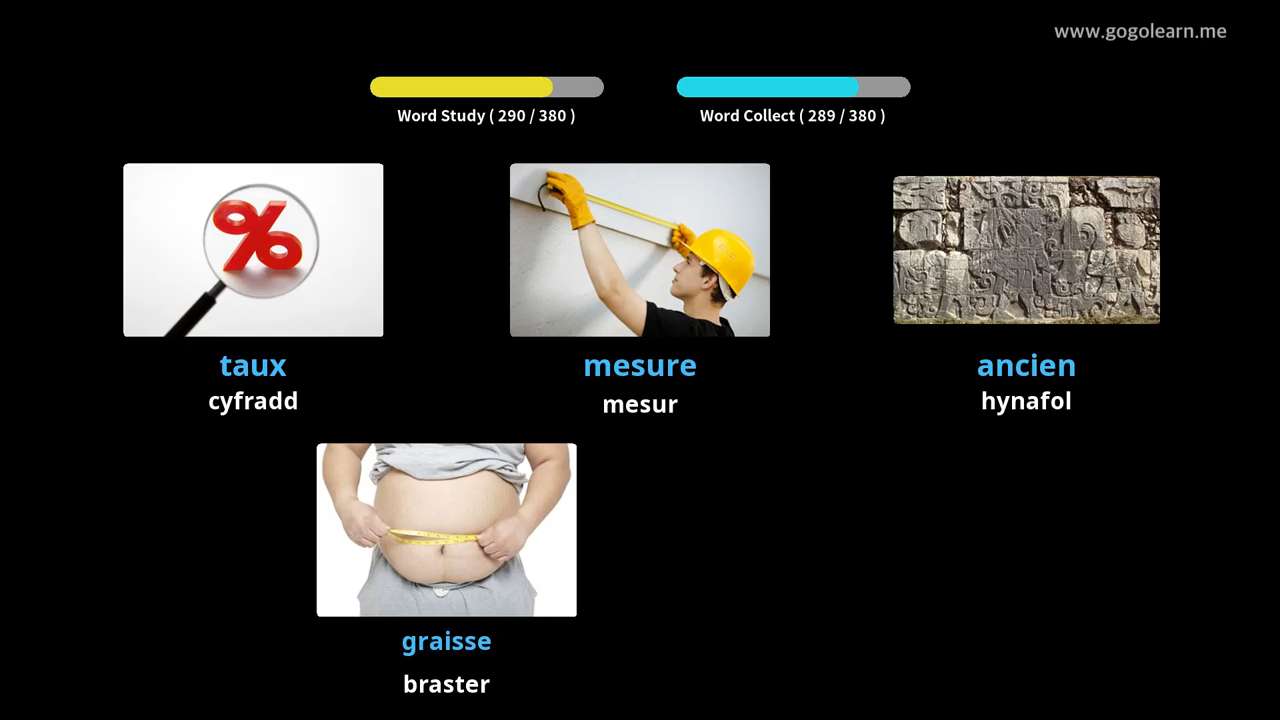 www.gogolearn.me
Word Study ( 290 / 380 )
Word Collect ( 289 / 380 )
%
taux
cyfradd
mesure
mesur
ancien
hynafol
graisse
braster